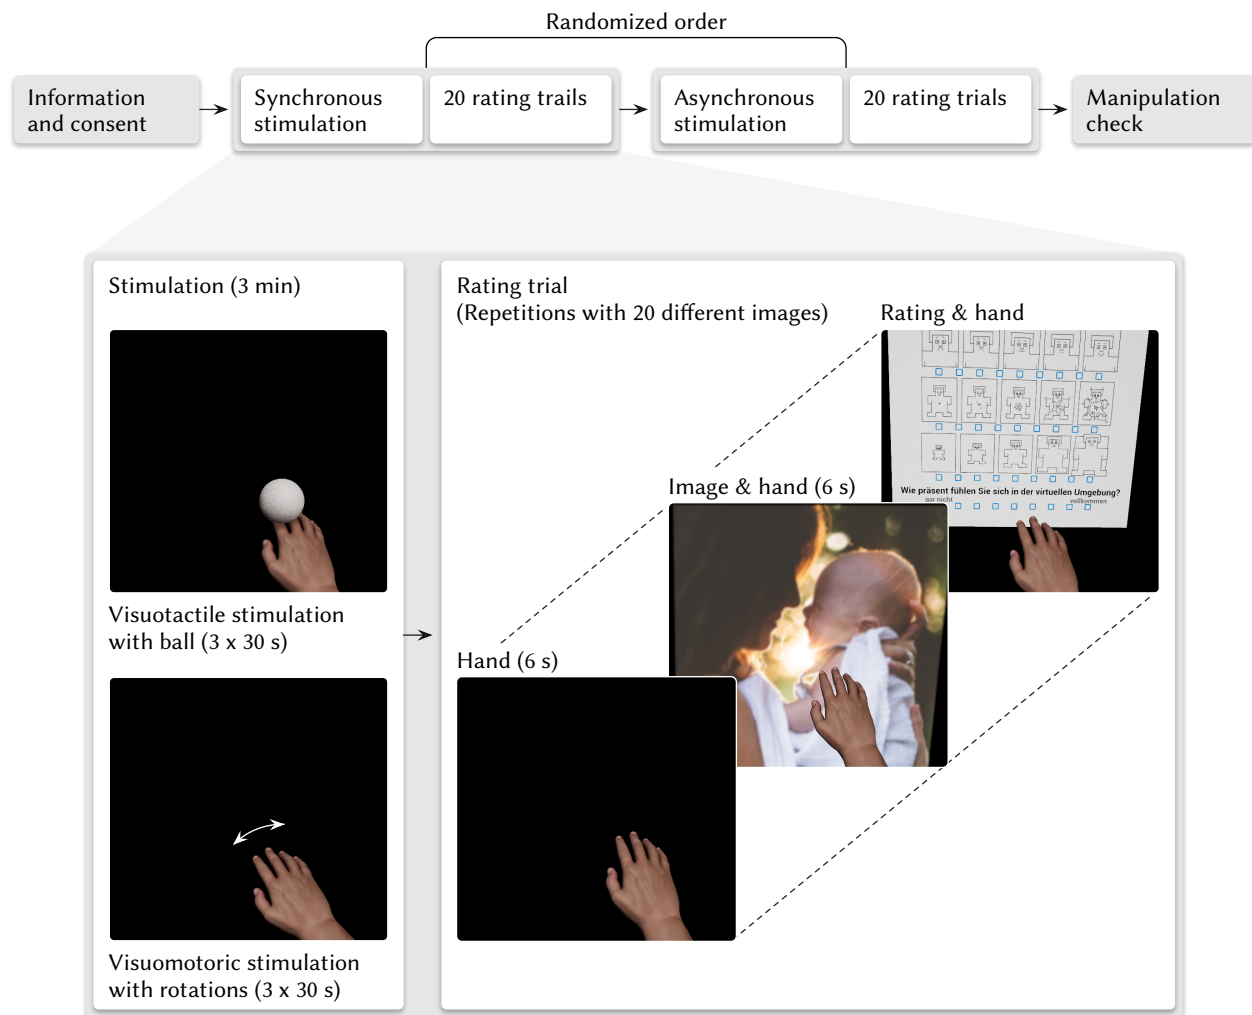 Randomized order
Information
and consent
Synchronous
stimulation
20 rating trails
Asynchronous
stimulation
20 rating trials
Manipulation
check
Stimulation (3 min)
Visuotactile stimulation
with ball (3 x 30 s)
Visuomotoric stimulation
with rotations (3 x 30 s)
Rating trial
(Repetitions with 20 different images)
Rating & hand
Wie präsent fühlen Sie sich in der virtuellen Umgebung?
gar nicht vollkommen
Image & hand (6 s)
Hand (6 s)